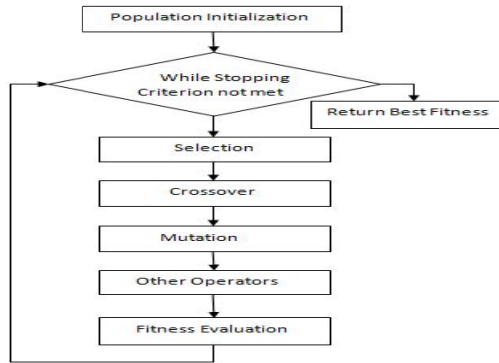 Population Initialization
While Stopping
Criterion not met
Return Best Fitness
Selection
Crossover
Mutation
Other Operators
Fitness Evaluation